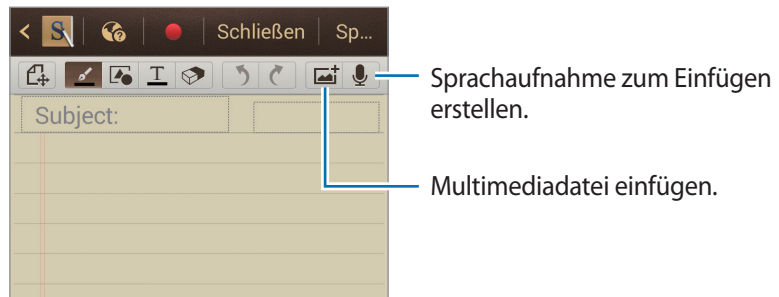 Schließen
Sp...
Subject:
Sprachaufnahme zum Einfügen
erstellen.
Multimediadatei einfügen.